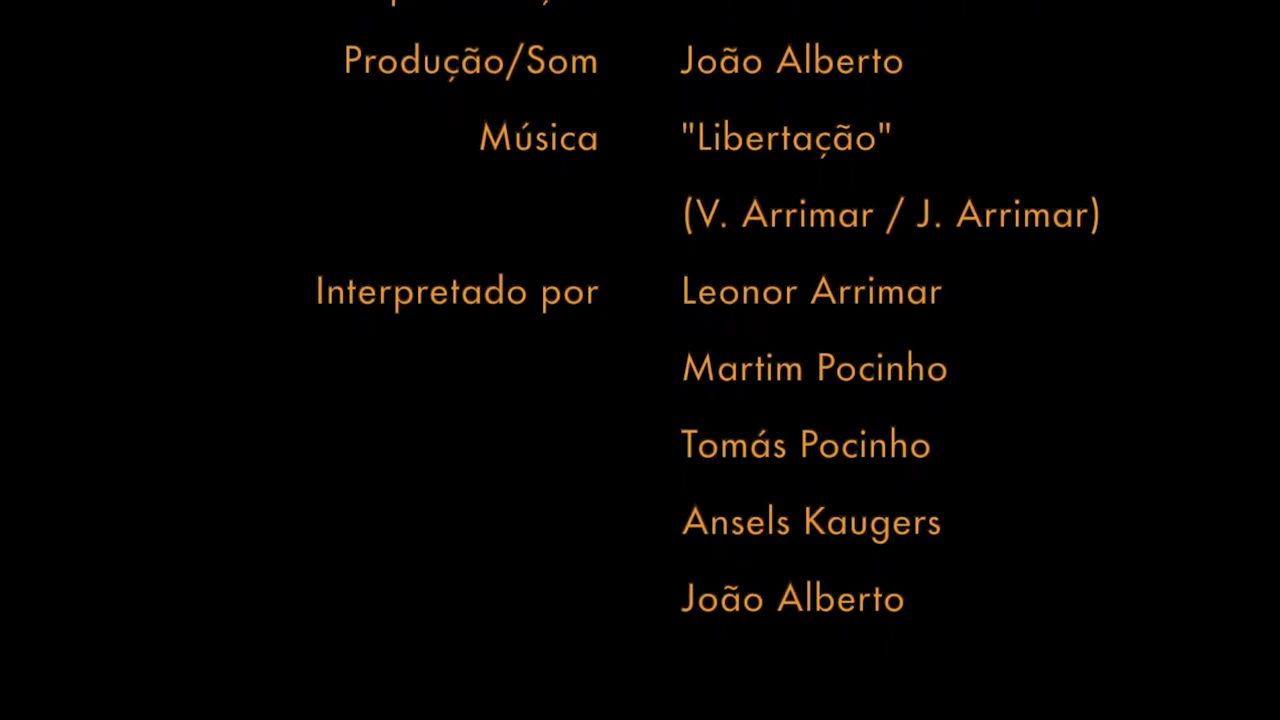 Produção/Som João Alberto
Música "Libertação"
(V. Arrimar / J. Arrimar)
Interpretado por Leonor Arrimar
Martim Pocinho
Tomás Pocinho
Ansels Kaugers
João Alberto